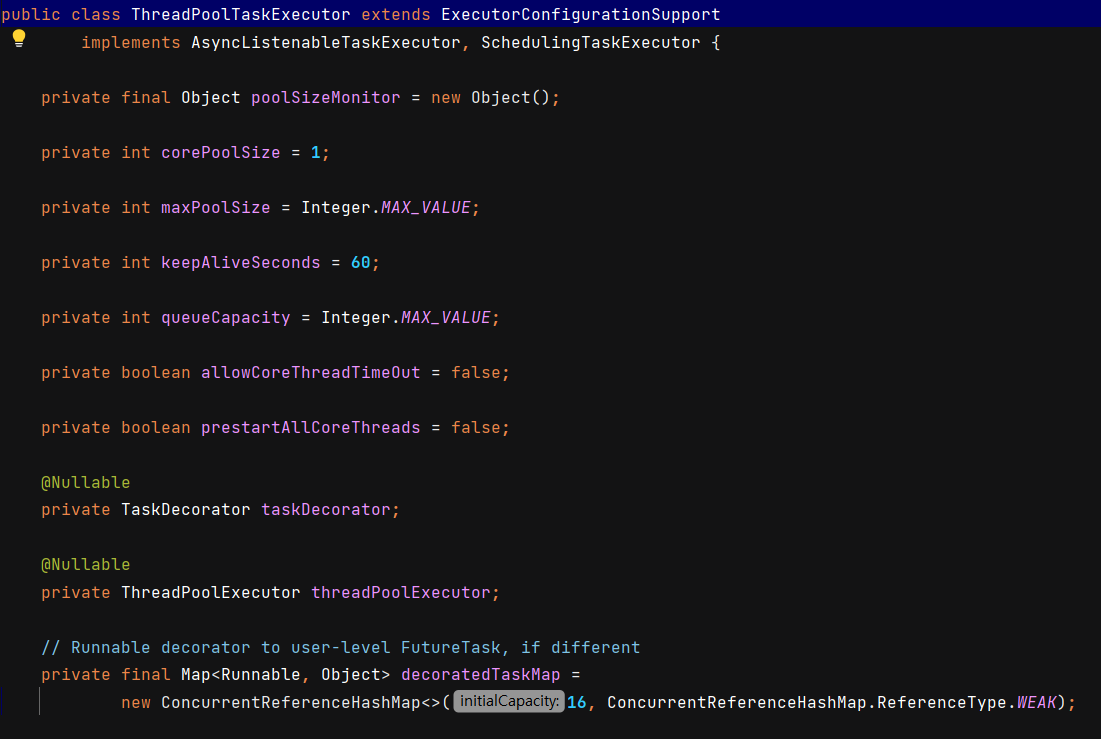 public class ThreadPoolTaskExecutor extends ExecutorConfigurationSupport
implements AsyncListenableTaskExecutor, SchedulingTaskExecutor {
private final Object poolSizeMonitor = new Object();
private int corePoolSize = 1;
private int maxPoolSize = Integer.MAX_VALUE;
private int keepAliveSeconds = 60;
private int queueCapacity = Integer.MAX_VALUE;
private boolean allowCoreThreadTimeOut = false;
private boolean prestartAllCoreThreads = false;
@Nullable
private TaskDecorator taskDecorator;
@Nullable
private ThreadPoolExecutor threadPoolExecutor;
// Runnable decorator to user-level FutureTask, if different
private final Map<Runnable, Object> decoratedTaskMap =
new ConcurrentReferenceHashMap<>( initialCapacity: 16, ConcurrentReferenceHashMap.ReferenceType.WEAK);